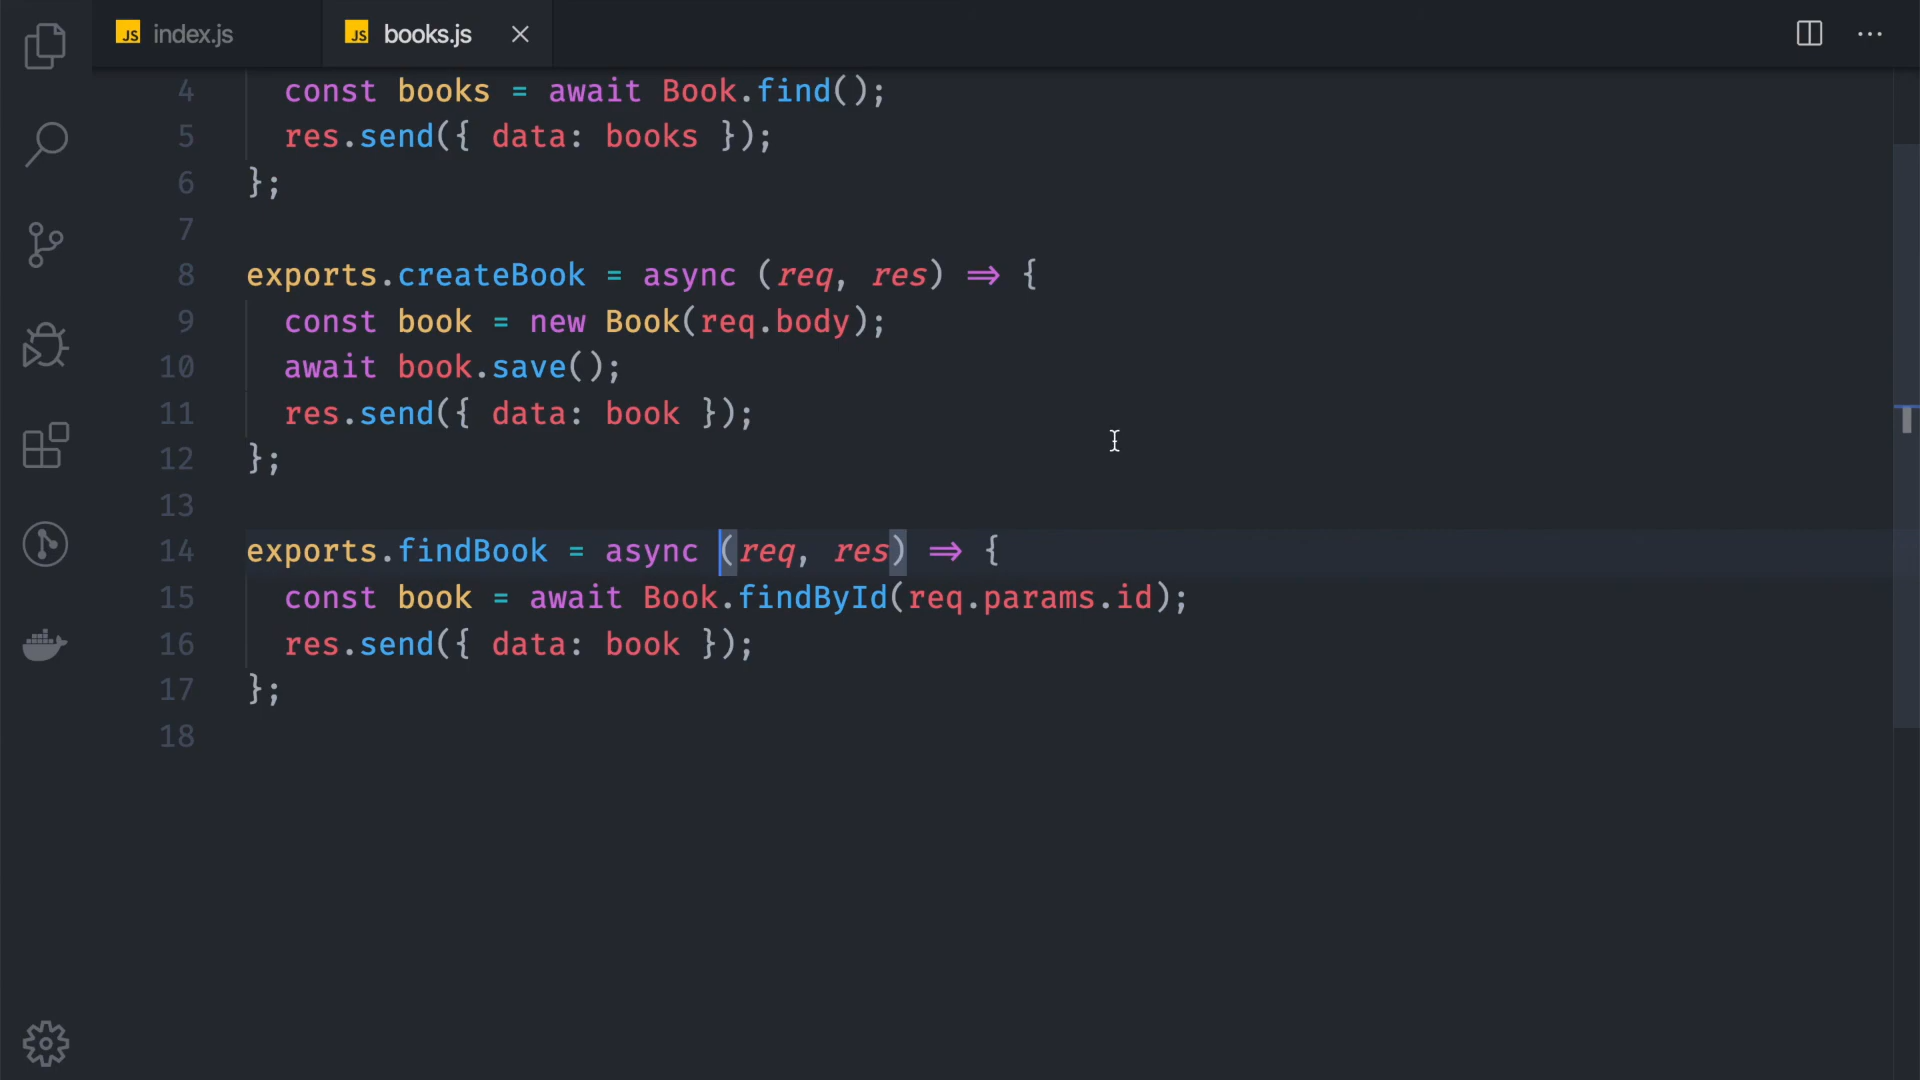 JS index.js
JS books.js
4 const books = await Book.find();
5 res.send({ data: books });
6 };
7
8 exports.createBook = async (req, res) => {
9 const book = new Book(req.body);
10 await book.save();
11 res.send({ data: book });
12 };
13
14 exports.findBook = async (req, res) => {
15 const book = await Book.findById(req.params.id);
16 res.send({ data: book });
17 };
18